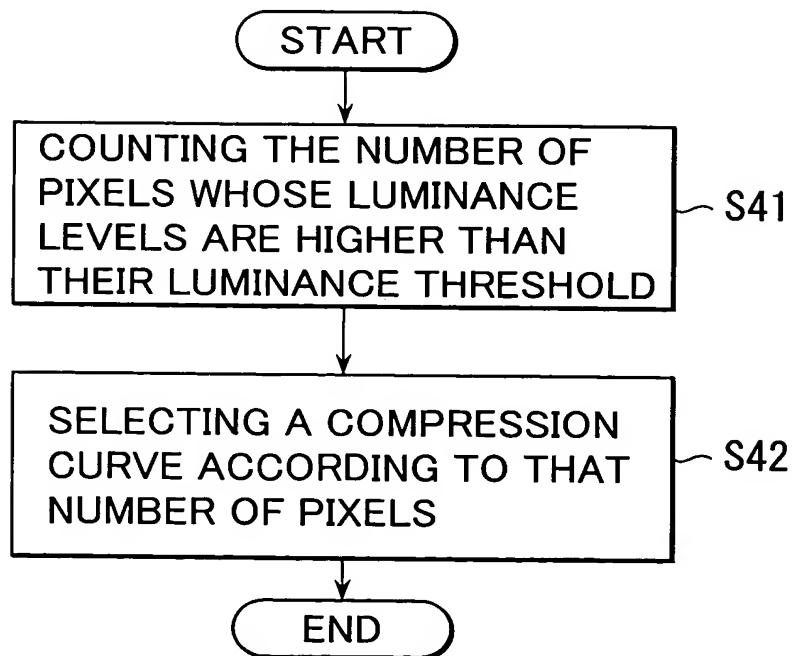 START
COUNTING THE NUMBER OF
PIXELS WHOSE LUMINANCE
LEVELS ARE HIGHER THAN
THEIR LUMINANCE THRESHOLD
S41
SELECTING A COMPRESSION
CURVE ACCORDING TO THAT
NUMBER OF PIXELS
S42
END